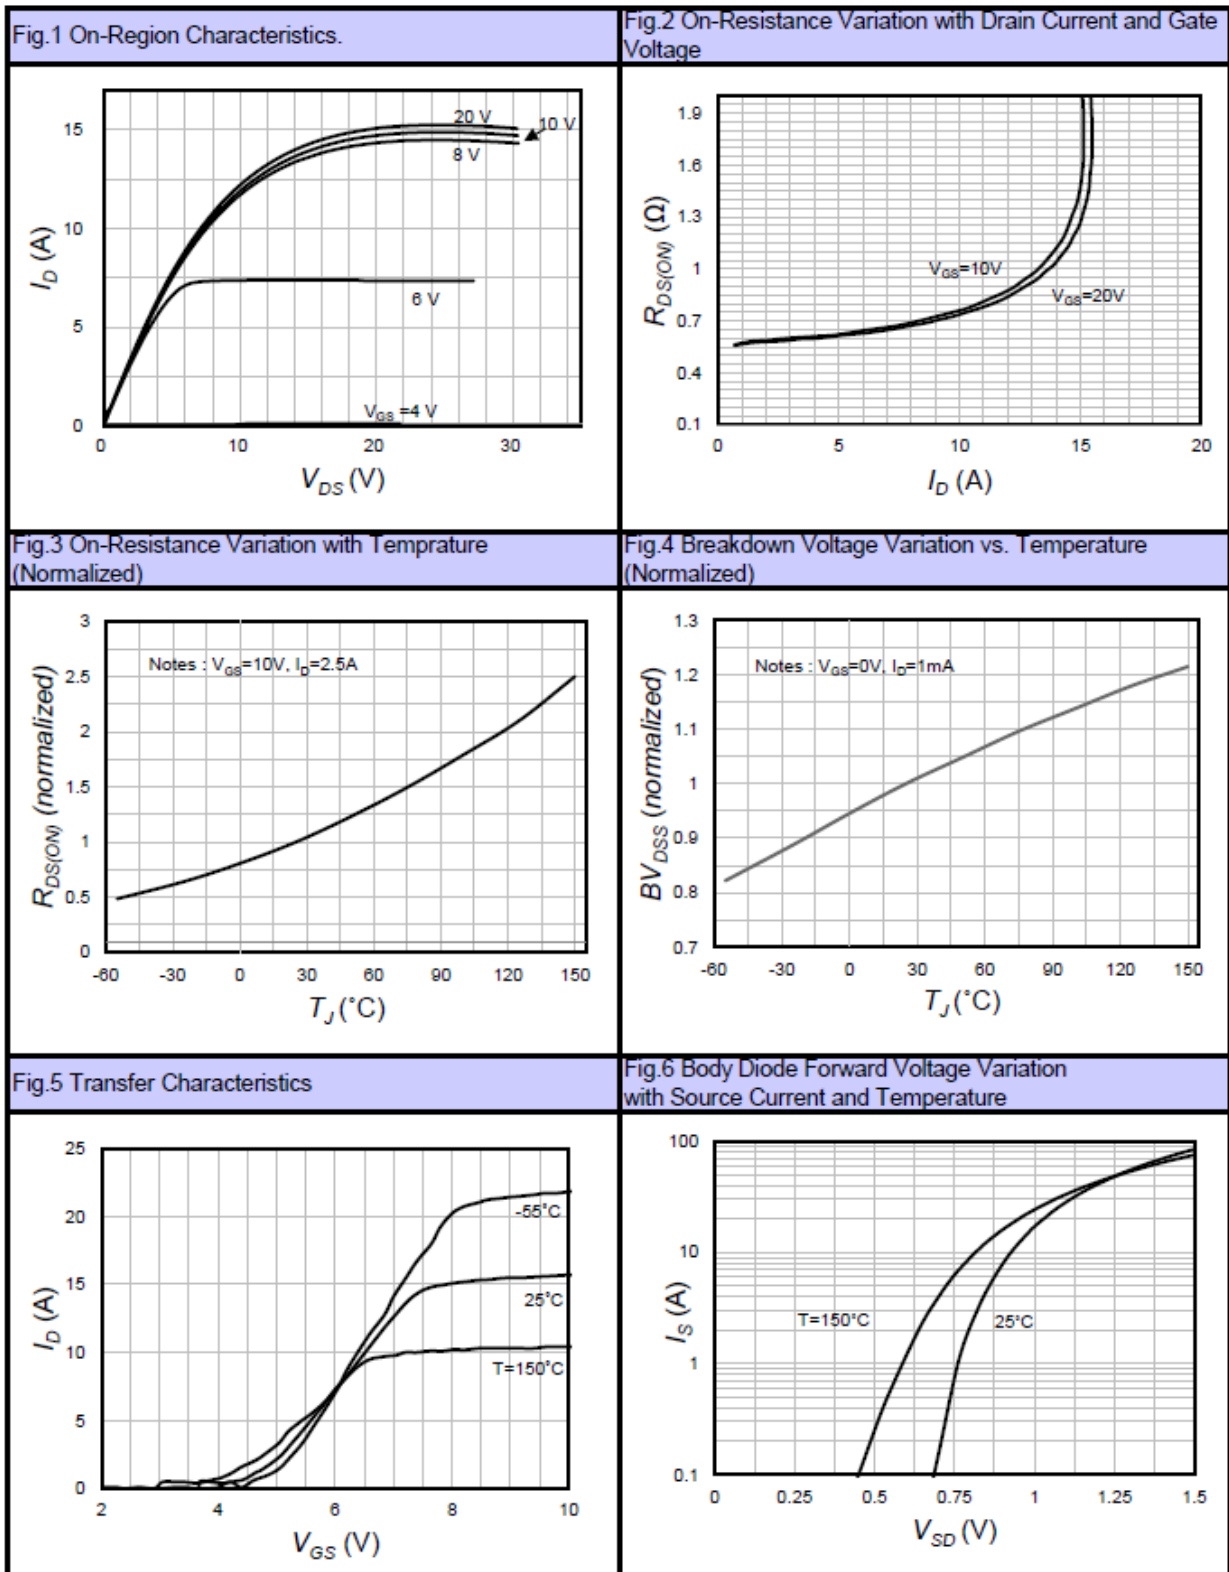 Fig.1 On-Region Characteristics.
Fig.2 On-Resistance Variation with Drain Current and Gate
Voltage
15
10
5
0
I_D (A)
20 V
10 V
8 V
6 V
V_GS =4 V
0 10 20 30
V_DS (V)
1.9
1.6
1.3
1
0.7
0.4
0.1
R_DS(ON) (Ω)
V_GS=10V
V_GS=20V
0 5 10 15 20
I_D (A)
Fig.3 On-Resistance Variation with Temprature
(Normalized)
Fig.4 Breakdown Voltage Variation vs. Temperature
(Normalized)
3
2.5
2
1.5
1
0.5
0
R_DS(ON) (normalized)
Notes : V_GS=10V, I_D=2.5A
-60 -30 0 30 60 90 120 150
T_J (°C)
1.3
1.2
1.1
1
0.9
0.8
0.7
BV_DSS (normalized)
Notes : V_GS=0V, I_D=1mA
-60 -30 0 30 60 90 120 150
T_J (°C)
Fig.5 Transfer Characteristics
Fig.6 Body Diode Forward Voltage Variation
with Source Current and Temperature
25
20
15
10
5
0
I_D (A)
-55°C
25°C
T=150°C
2 4 6 8 10
V_GS (V)
100
10
1
0.1
I_S (A)
T=150°C
25°C
0 0.25 0.5 0.75 1 1.25 1.5
V_SD (V)